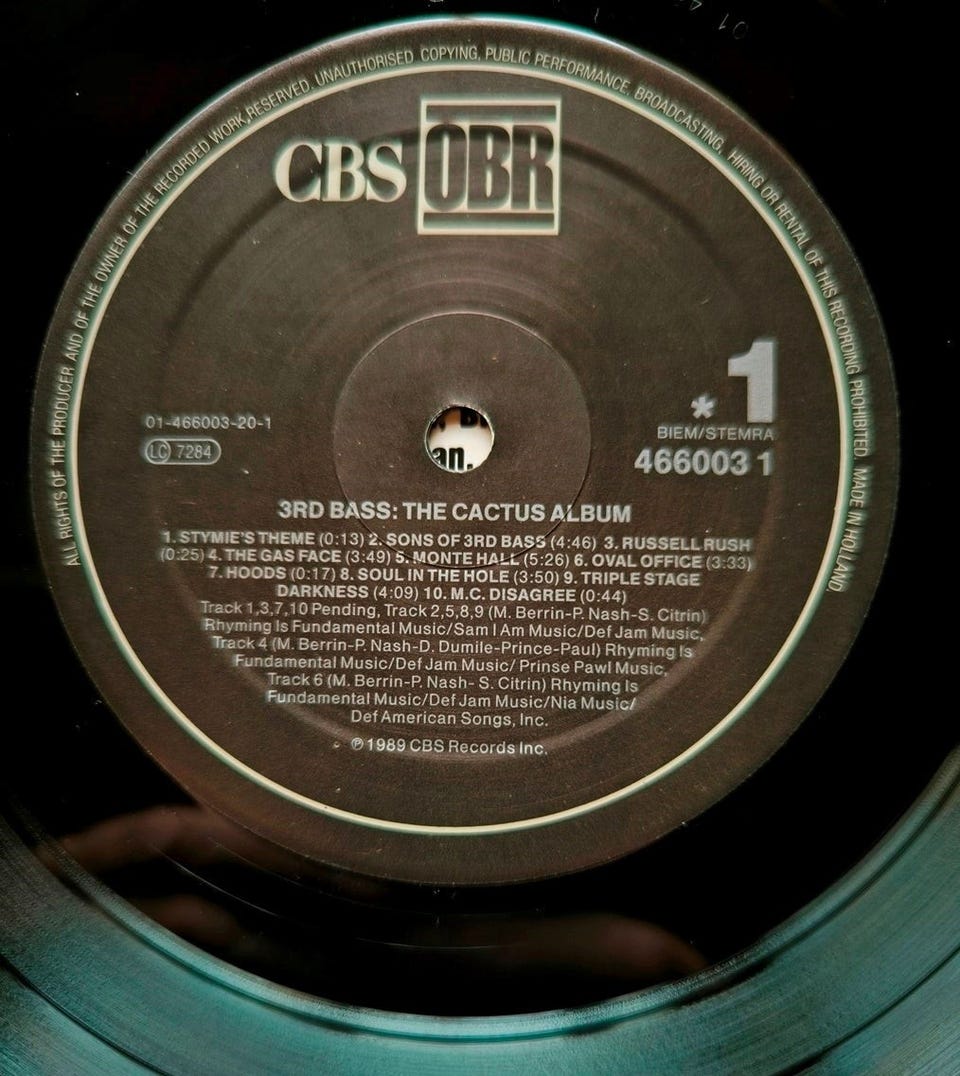 ALL RIGHTS OF THE PRODUCER AND OF THE OWNER OF THE RECORDED WORK RESERVED. UNAUTHORISED COPYING, PUBLIC PERFORMANCE, BROADCASTING, HIRING OR RENTAL OF THIS RECORDING PROHIBITED. MADE IN HOLLAND.
CBS OBR
1
*
01-466003-20-1
BIEM/STEMRA
LC 7284
466003 1
an.
3RD BASS: THE CACTUS ALBUM
1. STYMIE'S THEME (0:13) 2. SONS OF 3RD BASS (4:46) 3. RUSSELL RUSH
(0:25) 4. THE GAS FACE (3:49) 5. MONTE HALL (5:26) 6. OVAL OFFICE (3:33)
7. HOODS (0:17) 8. SOUL IN THE HOLE (3:50) 9. TRIPLE STAGE
DARKNESS (4:09) 10. M.C. DISAGREE (0:44)
Track 1,3,7,10 Pending, Track 2,5,8,9 (M. Berrin-P. Nash-S. Citrin)
Rhyming Is Fundamental Music/Sam I Am Music/Def Jam Music,
Track 4 (M. Berrin-P. Nash-D. Dumile-Prince-Paul) Rhyming Is
Fundamental Music/Def Jam Music/ Prinse Pawl Music,
Track 6 (M. Berrin-P. Nash- S. Citrin) Rhyming Is
Fundamental Music/Def Jam Music/Nia Music/
Def American Songs, Inc.
℗ 1989 CBS Records Inc.